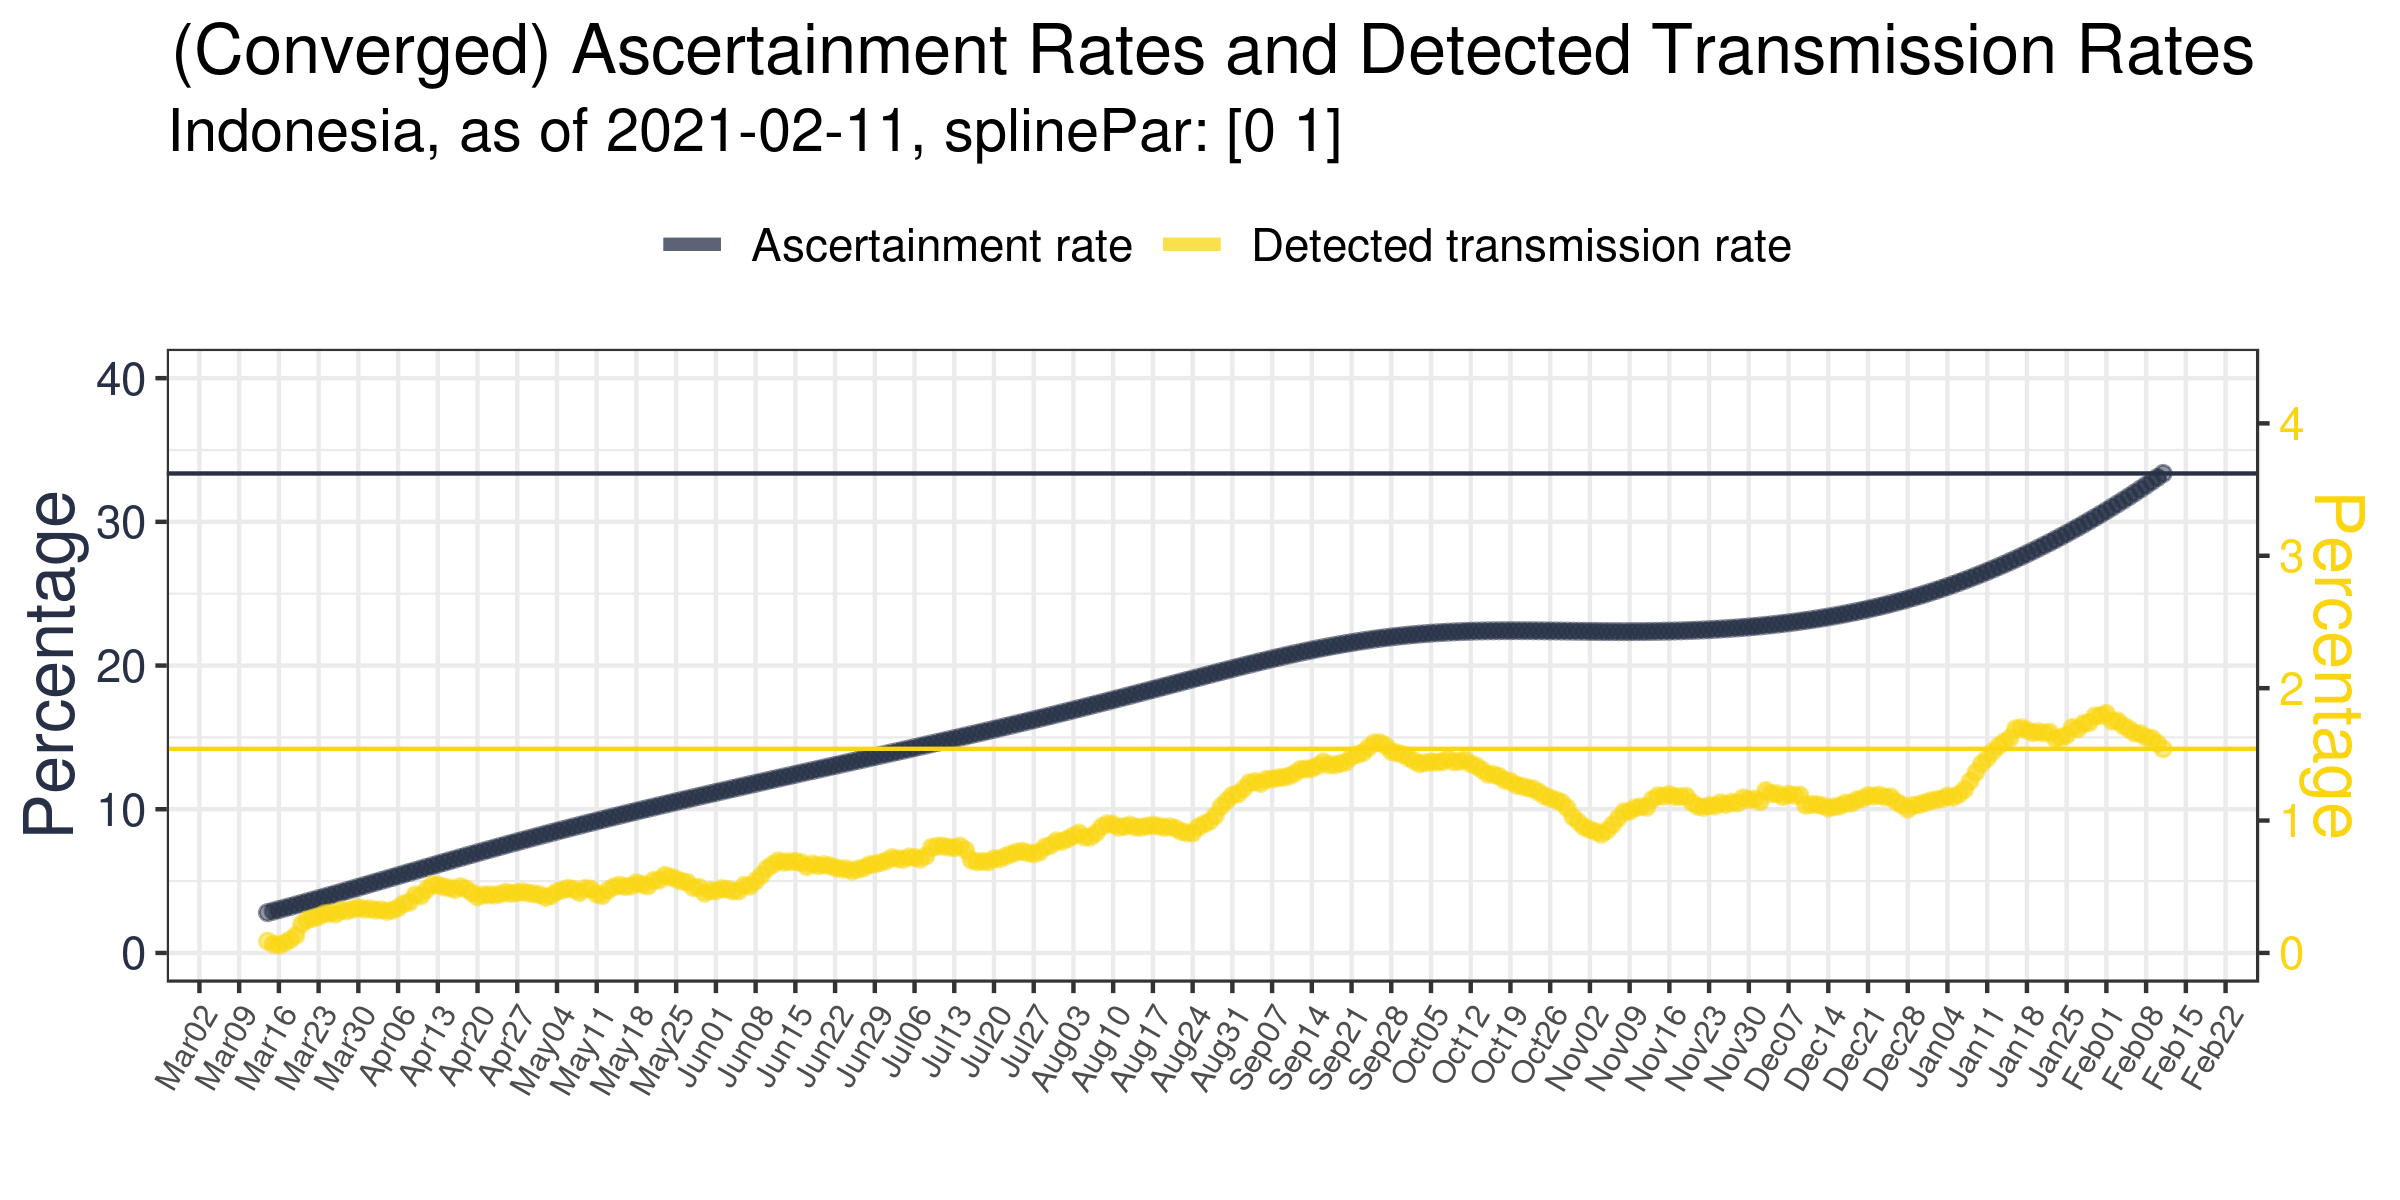 (Converged) Ascertainment Rates and Detected Transmission Rates
Indonesia, as of 2021-02-11, splinePar: [0 1]
Ascertainment rate
Detected transmission rate
Percentage
40
30
20
10
0
4
3
2
1
0
Percentage
Mar02
Mar09
Mar16
Mar23
Mar30
Apr06
Apr13
Apr20
Apr27
May04
May11
May18
May25
Jun01
Jun08
Jun15
Jun22
Jun29
Jul06
Jul13
Jul20
Jul27
Aug03
Aug10
Aug17
Aug24
Aug31
Sep07
Sep14
Sep21
Sep28
Oct05
Oct12
Oct19
Oct26
Nov02
Nov09
Nov16
Nov23
Nov30
Dec07
Dec14
Dec21
Dec28
Jan04
Jan11
Jan18
Jan25
Feb01
Feb08
Feb15
Feb22